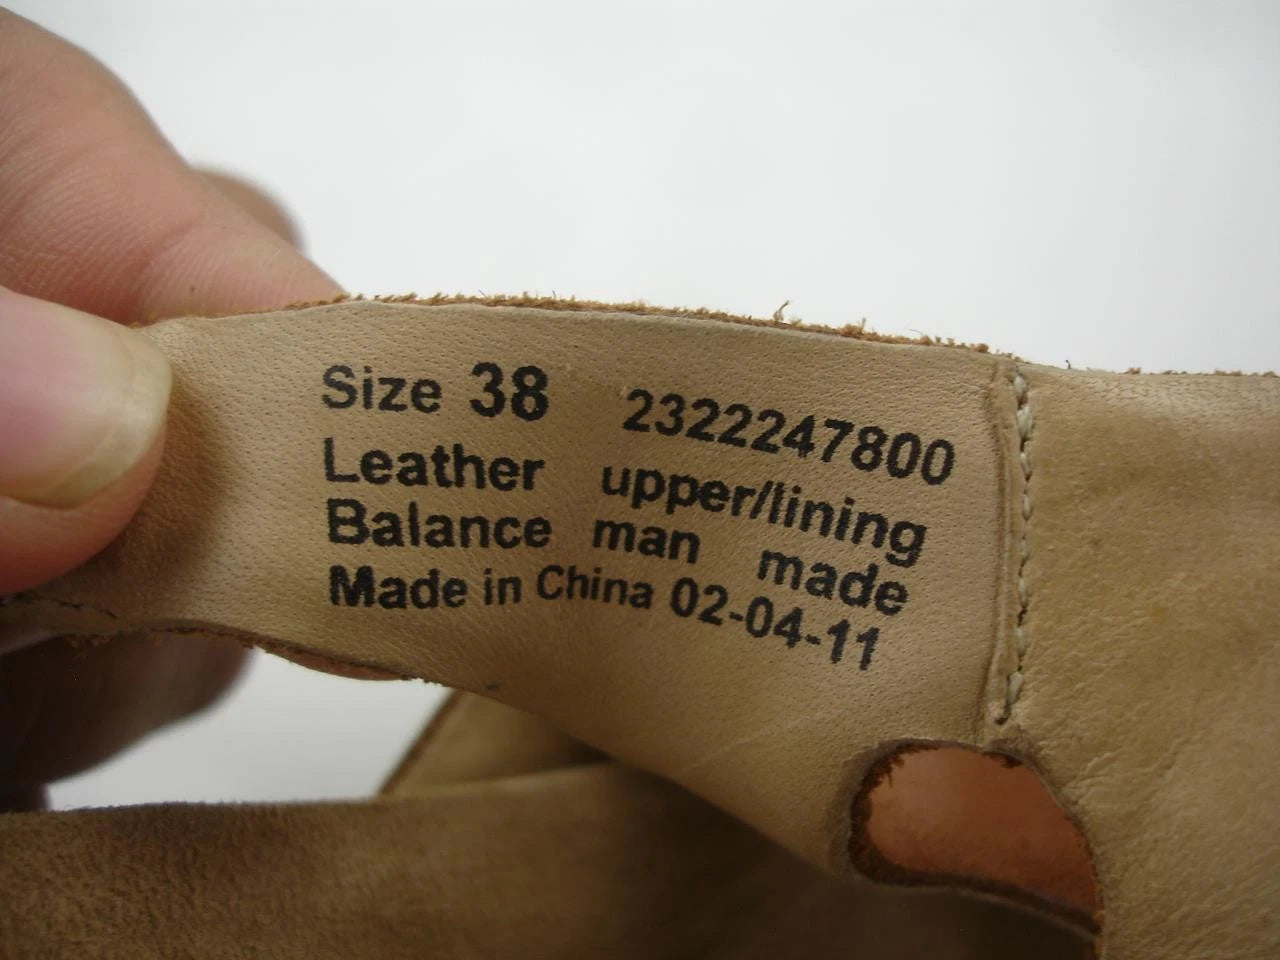 Size 38 2322247800
Leather upper/lining
Balance man made
Made in China 02-04-11